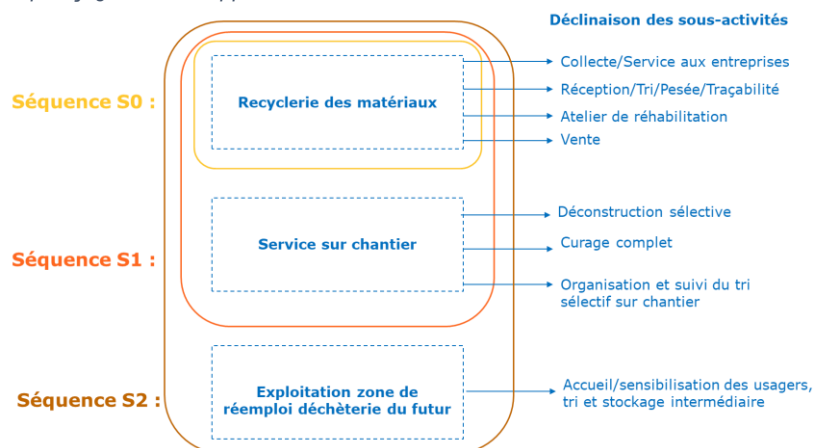 Déclinaison des sous-activités
Séquence S0 :
Recyclerie des matériaux
Collecte/Service aux entreprises
Réception/Tri/Pesée/Traçabilité
Atelier de réhabilitation
Vente
Séquence S1 :
Service sur chantier
Déconstruction sélective
Curage complet
Organisation et suivi du tri
sélectif sur chantier
Séquence S2 :
Exploitation zone de
réemploi déchèterie du futur
Accueil/sensibilisation des usagers,
tri et stockage intermédiaire